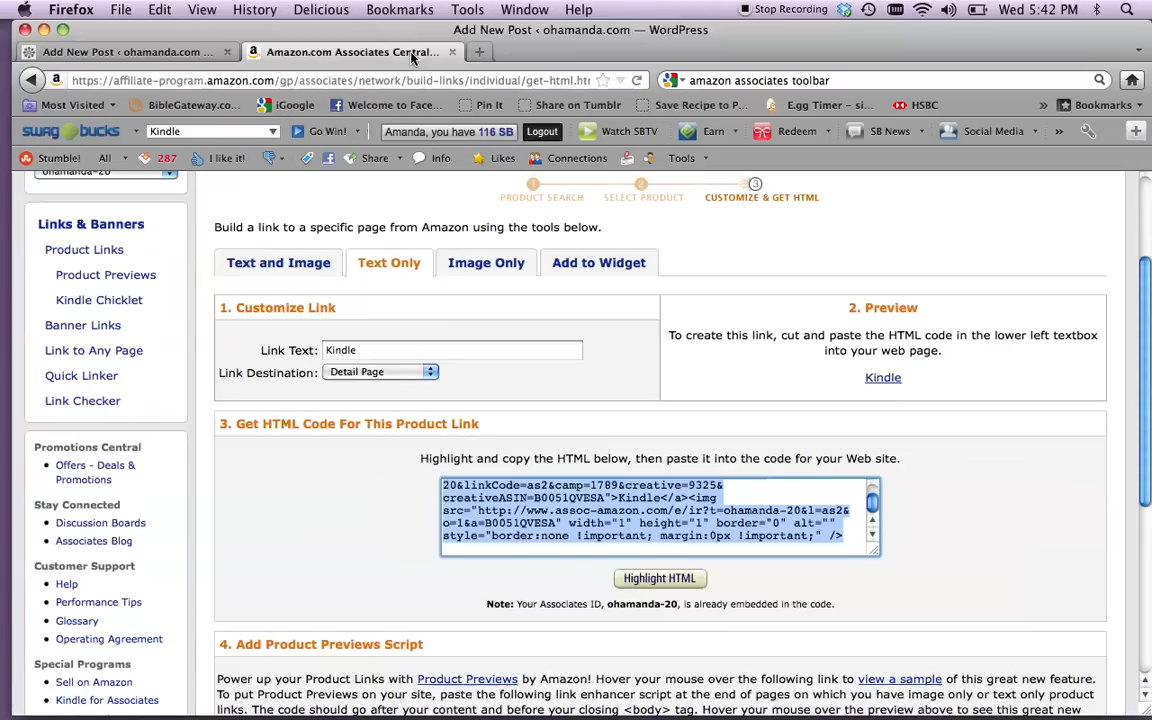 Firefox File Edit View History Delicious Bookmarks Tools Window Help Stop Recording Wed 5:42 PM
Add New Post ‹ ohamanda.com — WordPress
Add New Post ‹ ohamanda.com ... Amazon.com Associates Central...
https://affiliate-program.amazon.com/gp/associates/network/build-links/individual/get-html.htm amazon associates toolbar
Most Visited BibleGateway.co... iGoogle Welcome to Face... Pin It Share on Tumblr Save Recipe to P... E.gg Timer - si... HSBC Bookmarks
swagbucks Kindle Go Win! Amanda, you have 116 SB Logout Watch SBTV Earn Redeem SB News Social Media
Stumble! All 287 I like it! Share Info Likes Connections Tools
ohamanda-20
PRODUCT SEARCH SELECT PRODUCT 3 CUSTOMIZE & GET HTML
Links & Banners
Product Links
Product Previews
Kindle Chicklet
Banner Links
Link to Any Page
Quick Linker
Link Checker
Promotions Central
Offers - Deals &
Promotions
Stay Connected
Discussion Boards
Associates Blog
Customer Support
Help
Performance Tips
Glossary
Operating Agreement
Special Programs
Sell on Amazon
Kindle for Associates
Build a link to a specific page from Amazon using the tools below.
Text and Image Text Only Image Only Add to Widget
1. Customize Link
Link Text: Kindle
Link Destination: Detail Page
2. Preview
To create this link, cut and paste the HTML code in the lower left textbox
into your web page.
Kindle
3. Get HTML Code For This Product Link
Highlight and copy the HTML below, then paste it into the code for your Web site.
20&linkCode=as2&camp=1789&creative=9325&
creativeASIN=B0051QVESA">Kindle</a><img
src="http://www.assoc-amazon.com/e/ir?t=ohamanda-20&l=as2&
o=1&a=B0051QVESA" width="1" height="1" border="0" alt=""
style="border:none !important; margin:0px !important;" />
Highlight HTML
Note: Your Associates ID, ohamanda-20, is already embedded in the code.
4. Add Product Previews Script
Power up your Product Links with Product Previews by Amazon! Hover your mouse over the following link to view a sample of this great new feature.
To put Product Previews on your site, paste the following link enhancer script at the end of pages on which you have image only or text only product
links. The code should go after your content and before your closing <body> tag. Hover your mouse over the preview above to see this great new